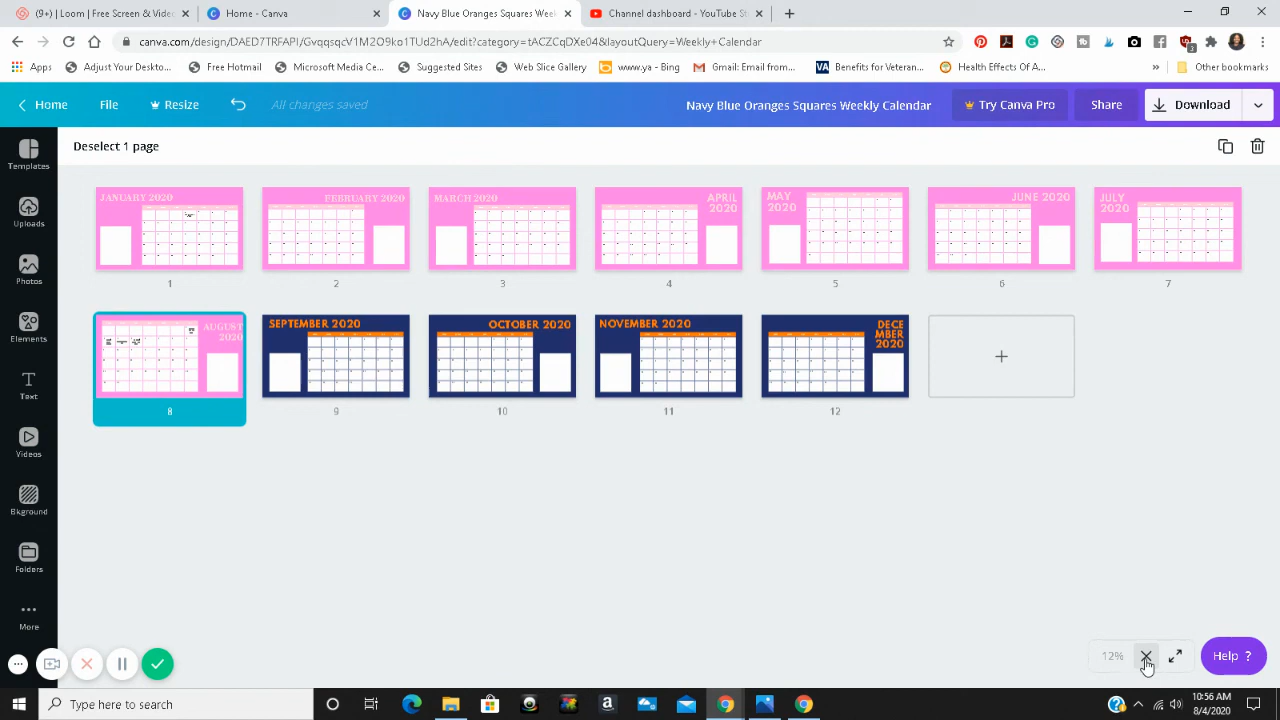 (9+) Loom | Free Screen & Video
Home - Canva
Navy Blue Oranges Squares Week
Channel dashboard - YouTube St
canva.com/design/DAED7TREAPU/GvnqcqcV1M2O9ko1TUd2hA/edit?category=tACZCqDXe04&layoutQuery=Weekly+Calendar
Apps
Adjust Your Deskto...
Free Hotmail
Microsoft Media Ce...
Suggested Sites
Web Slice Gallery
www.ya - Bing
Gmail: Email from...
VA Benefits for Veteran...
Health Effects Of A...
»
Other bookmarks
Home
File
Resize
All changes saved
Navy Blue Oranges Squares Weekly Calendar
Try Canva Pro
Share
Download
Templates
Uploads
Photos
Elements
Text
Videos
Bkground
Folders
More
Deselect 1 page
JANUARY 2020
FEBRUARY 2020
MARCH 2020
APRIL
2020
MAY
2020
JUNE 2020
JULY
2020
1
2
3
4
5
6
7
AUGUST
2020
SEPTEMBER 2020
OCTOBER 2020
NOVEMBER 2020
DECE
MBER
2020
8
9
10
11
12
12%
Help ?
Type here to search
10:56 AM
8/4/2020